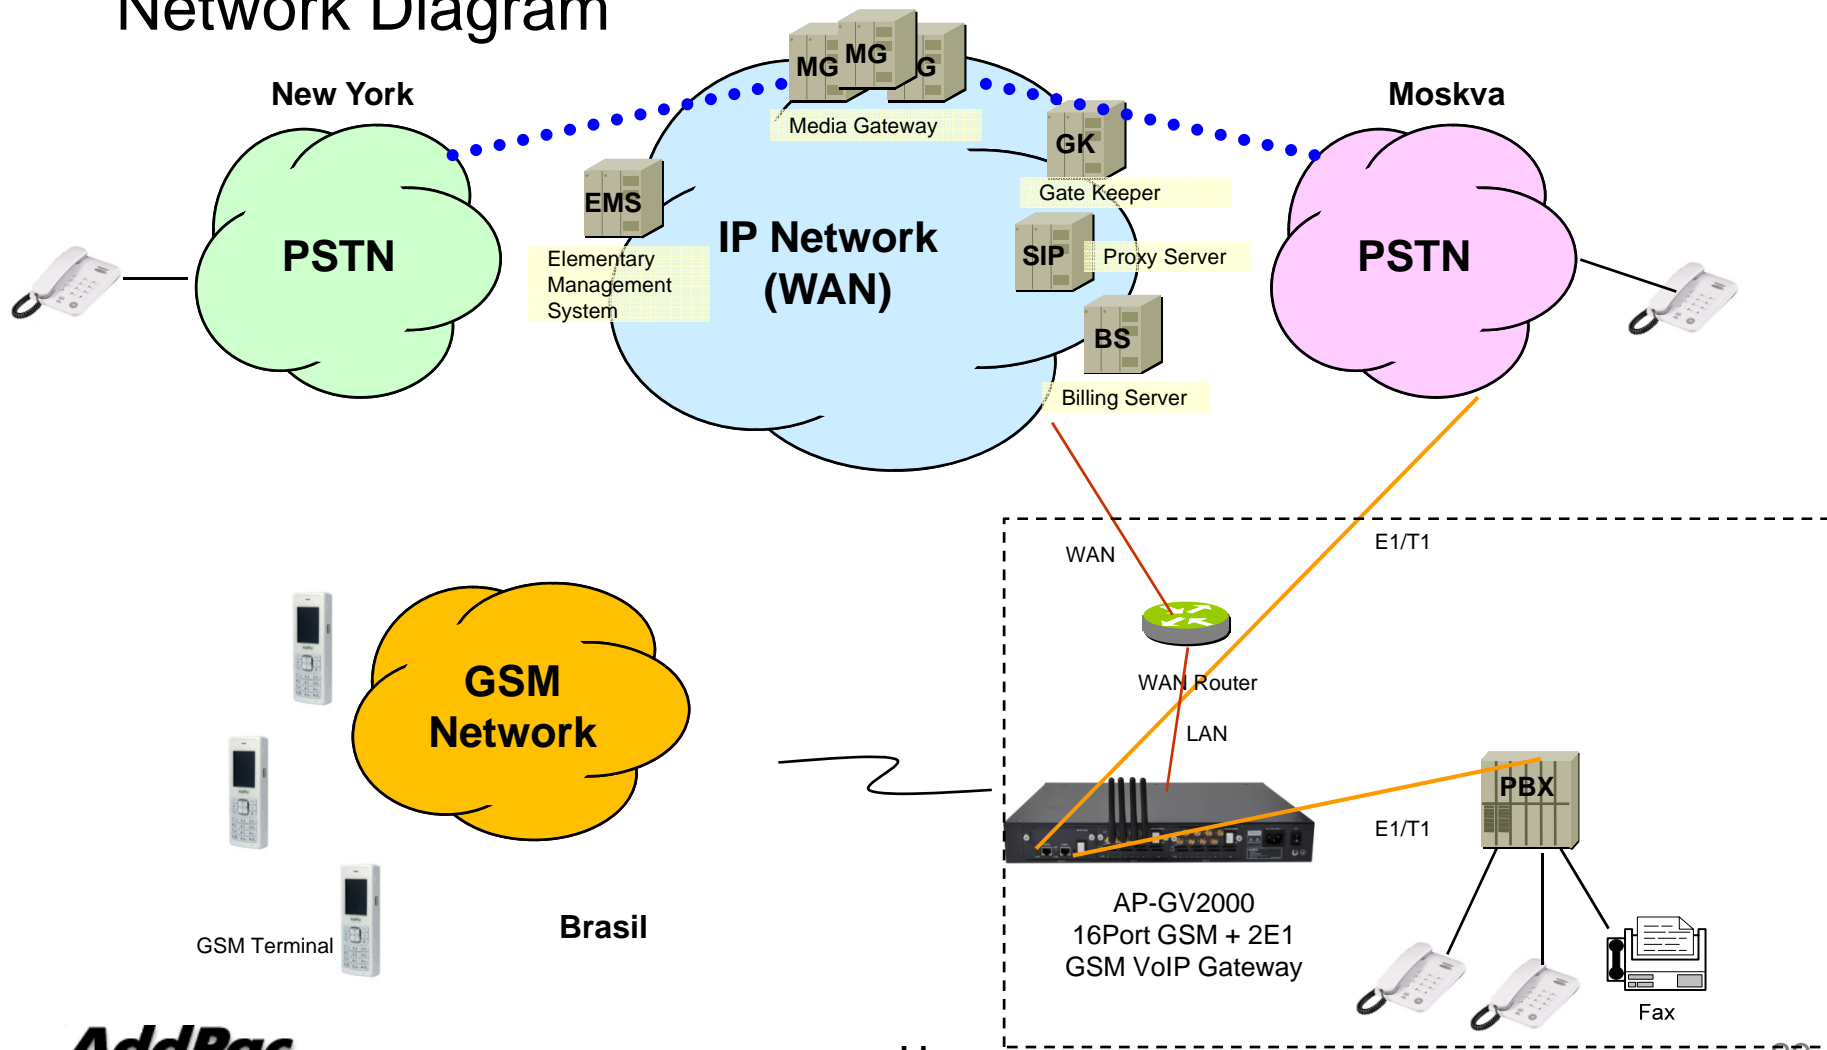 Network Diagram
New York
MG
MG
G
Media Gateway
Moskva
GK
Gate Keeper
EMS
Elementary
Management
System
PSTN
IP Network
(WAN)
SIP
Proxy Server
PSTN
BS
Billing Server
WAN
E1/T1
WAN Router
LAN
GSM
Network
PBX
E1/T1
AP-GV2000
16Port GSM + 2E1
GSM VoIP Gateway
Brasil
GSM Terminal
Fax
AddPac